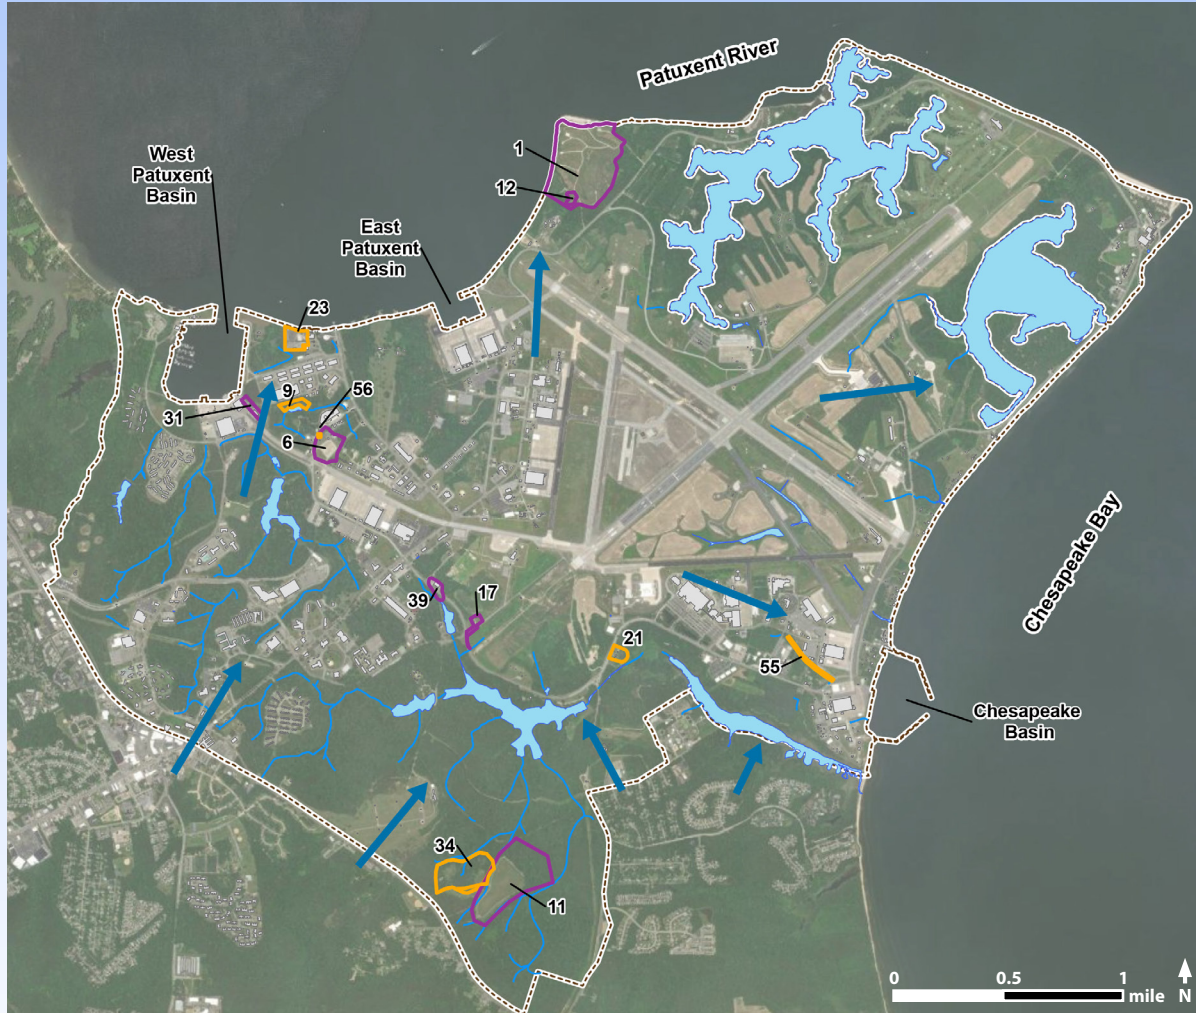 Patuxent River
West
Patuxent
Basin
1
12
East
Patuxent
Basin
23
9
56
31
6
39
17
21
55
Chesapeake Bay
Chesapeake
Basin
34
11
0
0.5
1
mile
N